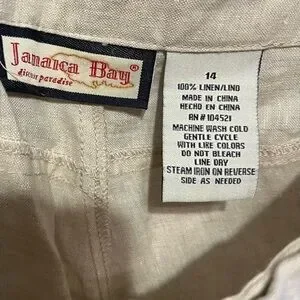 Jamaica Bay®
discover paradise
14
100% LINEN/LINO
MADE IN CHINA
HECHO EN CHINA
RN # 104521
MACHINE WASH COLD
GENTLE CYCLE
WITH LIKE COLORS
DO NOT BLEACH
LINE DRY
STEAM IRON ON REVERSE
SIDE AS NEEDED